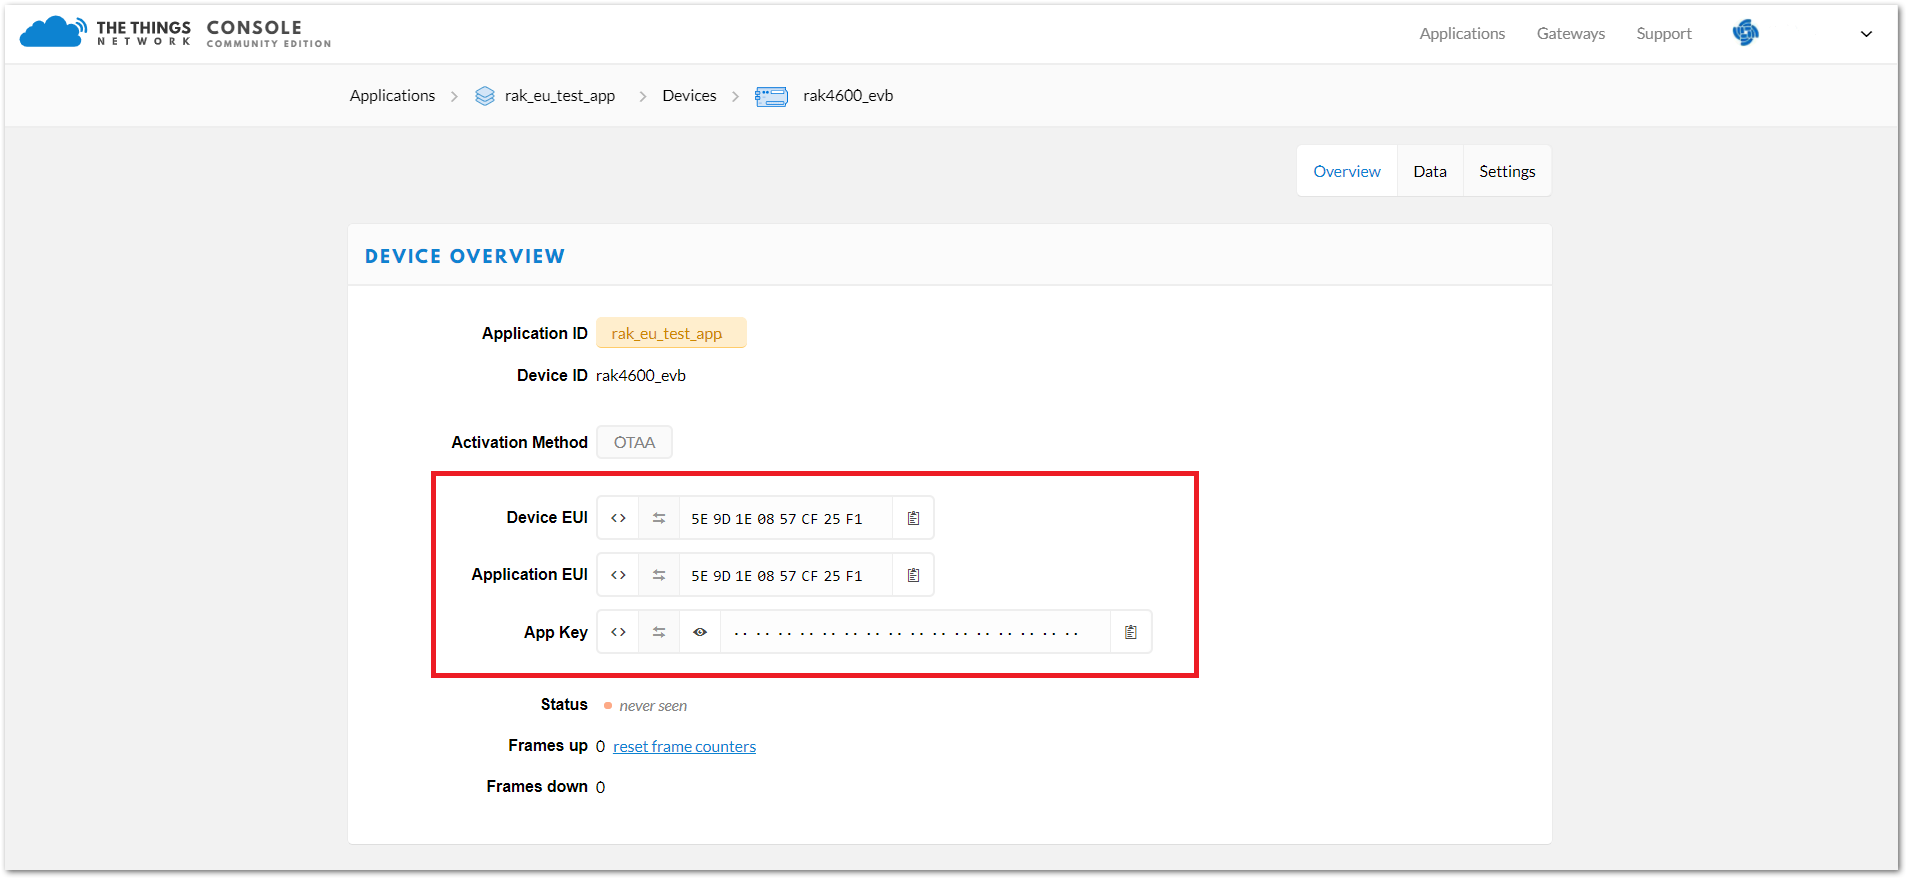 THE THINGS NETWORK CONSOLE COMMUNITY EDITION
Applications Gateways Support
Applications rak_eu_test_app Devices rak4600_evb
Overview Data Settings
DEVICE OVERVIEW
Application ID rak_eu_test_app
Device ID rak4600_evb
Activation Method OTAA
Device EUI <> 5E 9D 1E 08 57 CF 25 F1
Application EUI <> 5E 9D 1E 08 57 CF 25 F1
App Key <> .. .. .. .. .. .. .. .. .. .. .. .. .. .. .. ..
Status never seen
Frames up 0 reset frame counters
Frames down 0